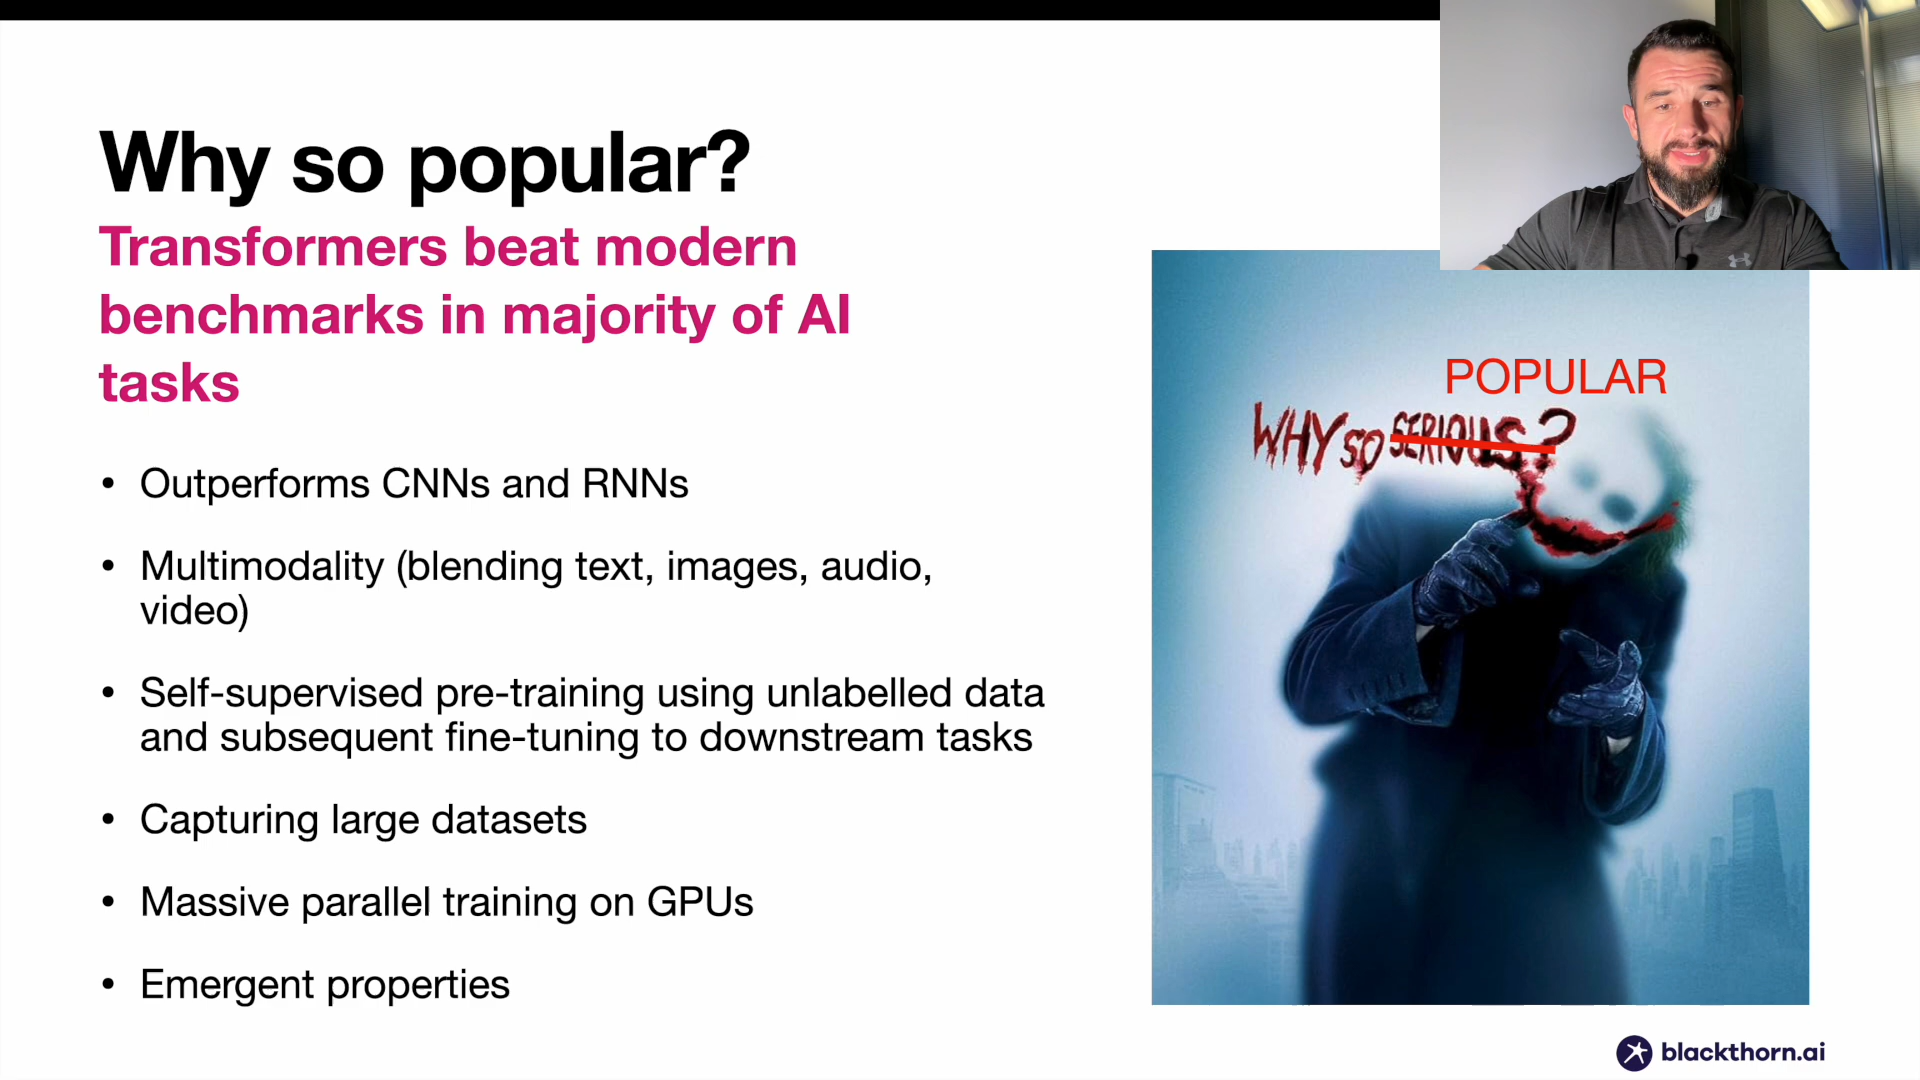 Why so popular?
Transformers beat modern
benchmarks in majority of AI
tasks
• Outperforms CNNs and RNNs
• Multimodality (blending text, images, audio,
video)
• Self-supervised pre-training using unlabelled data
and subsequent fine-tuning to downstream tasks
• Capturing large datasets
• Massive parallel training on GPUs
• Emergent properties
POPULAR
WHY SO SERIOUS?
blackthorn.ai